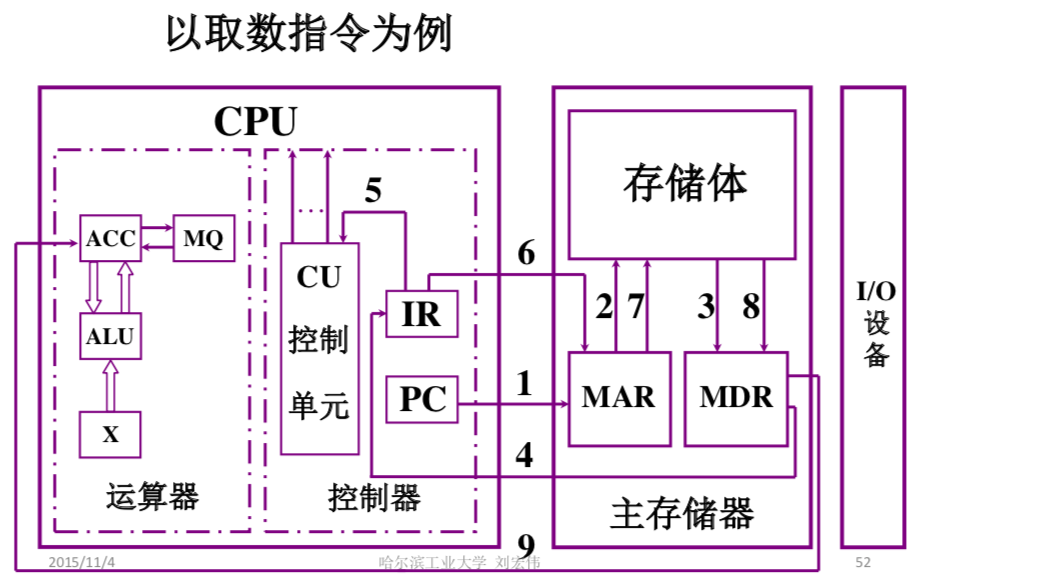 以取数指令为例
CPU
5
…
ACC
MQ
CU
控制
单元
ALU
X
IR
PC
运算器
控制器
6
1
4
9
存储体
2
7
3
8
MAR
MDR
主存储器
I/O
设
备
2015/11/4
哈尔滨工业大学 刘宏伟
52